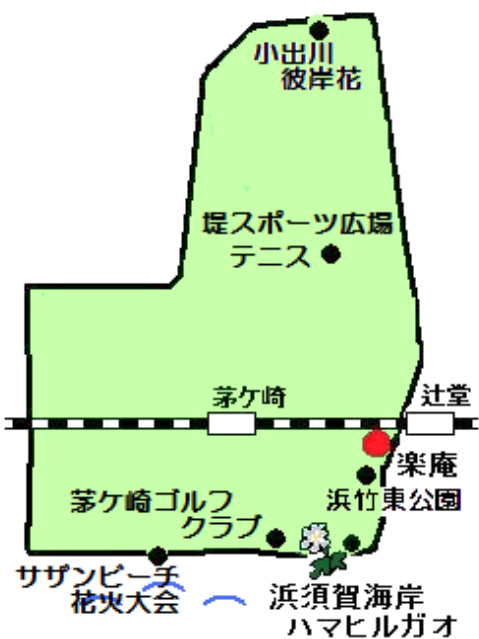 小出川
彼岸花
堤スポーツ広場
テニス
茅ケ崎
辻堂
楽庵
浜竹東公園
茅ケ崎ゴルフ
クラブ
サザンビーチ
花火大会
浜須賀海岸
ハマヒルガオ